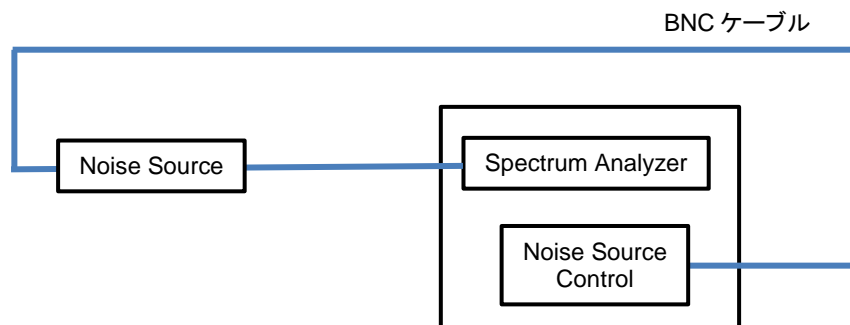 BNC ケーブル
Noise Source
Spectrum Analyzer
Noise Source
Control